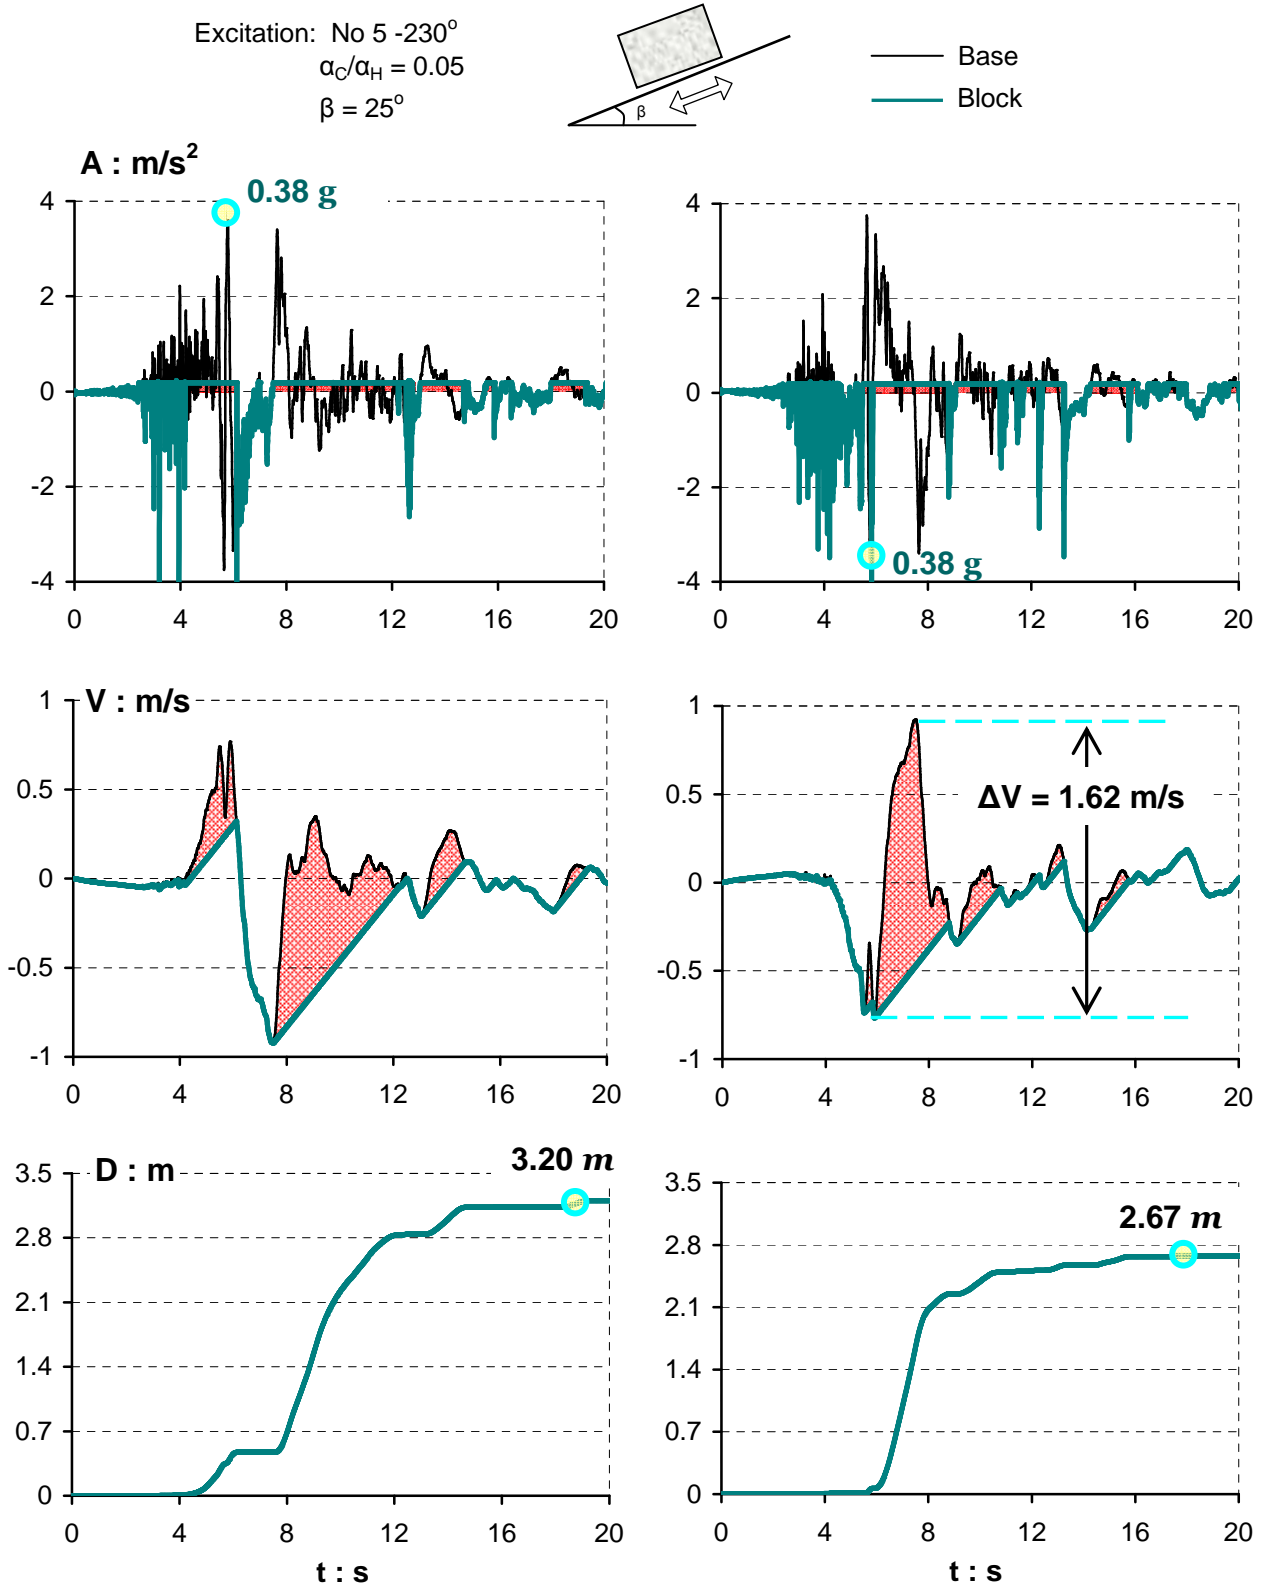 Excitation: No 5 -230°
α_C/α_H = 0.05
β = 25°
β
Base
Block
A : m/s²
0.38 g
4
2
0
-2
-4
0 4 8 12 16 20
4
2
0
-2
-4
0.38 g
0 4 8 12 16 20
V : m/s
1
0.5
0
-0.5
-1
0 4 8 12 16 20
1
0.5
0
-0.5
-1
ΔV = 1.62 m/s
0 4 8 12 16 20
D : m
3.20 m
3.5
2.8
2.1
1.4
0.7
0
0 4 8 12 16 20
t : s
3.5
2.67 m
2.8
2.1
1.4
0.7
0
0 4 8 12 16 20
t : s